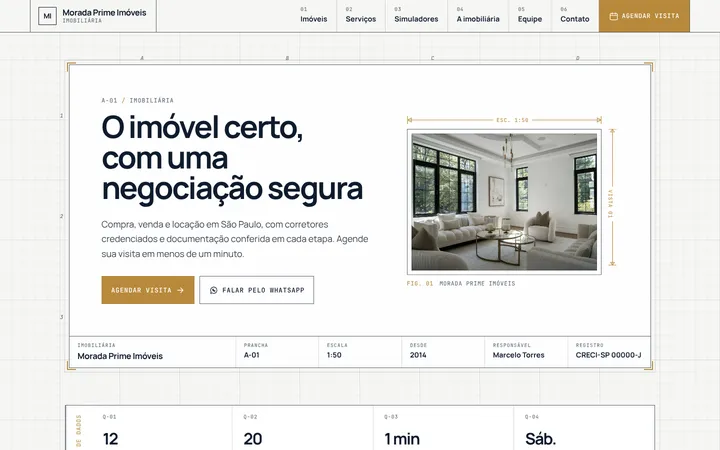 MI
Morada Prime Imóveis
IMOBILIÁRIA
01
Imóveis
02
Serviços
03
Simuladores
04
A imobiliária
05
Equipe
06
Contato
AGENDAR VISITA
A
B
C
D
1
2
3
A-01 / IMOBILIÁRIA
O imóvel certo,
com uma
negociação segura
Compra, venda e locação em São Paulo, com corretores
credenciados e documentação conferida em cada etapa. Agende
sua visita em menos de um minuto.
AGENDAR VISITA →
FALAR PELO WHATSAPP
ESC. 1:50
VISTA 01
FIG. 01 MORADA PRIME IMÓVEIS
IMOBILIÁRIA
Morada Prime Imóveis
PRANCHA
A-01
ESCALA
1:50
DESDE
2014
RESPONSÁVEL
Marcelo Torres
REGISTRO
CRECI-SP 00000-J
DE DADOS
Q-01
12
Q-02
20
Q-03
1 min
Q-04
Sáb.